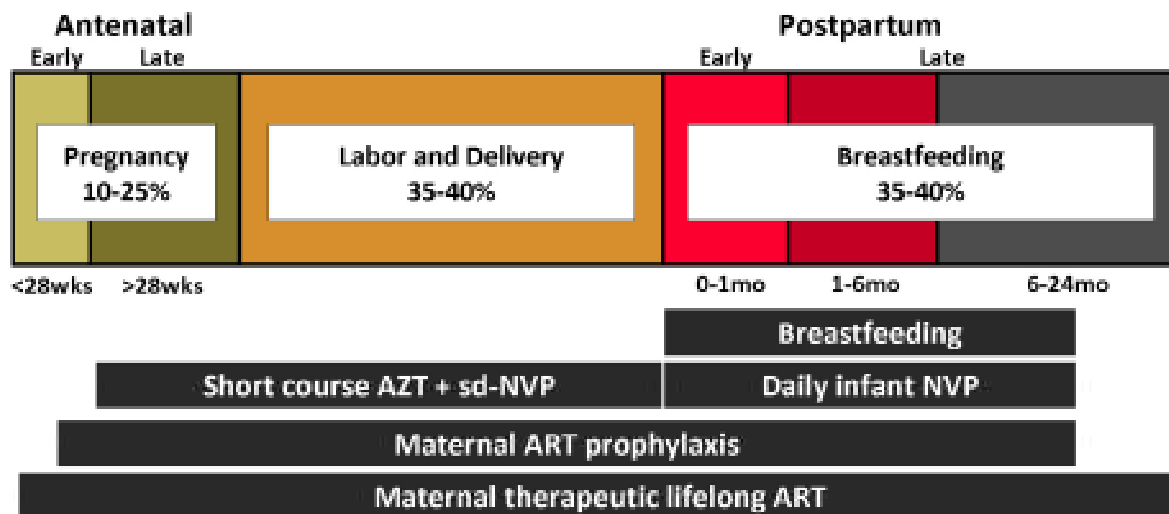 Antenatal Postpartum
Early Late Early Late
Pregnancy
10-25%
Labor and Delivery
35-40%
Breastfeeding
35-40%
<28wks >28wks 0-1mo 1-6mo 6-24mo
Breastfeeding
Short course AZT + sd-NVP Daily infant NVP
Maternal ART prophylaxis
Maternal therapeutic lifelong ART